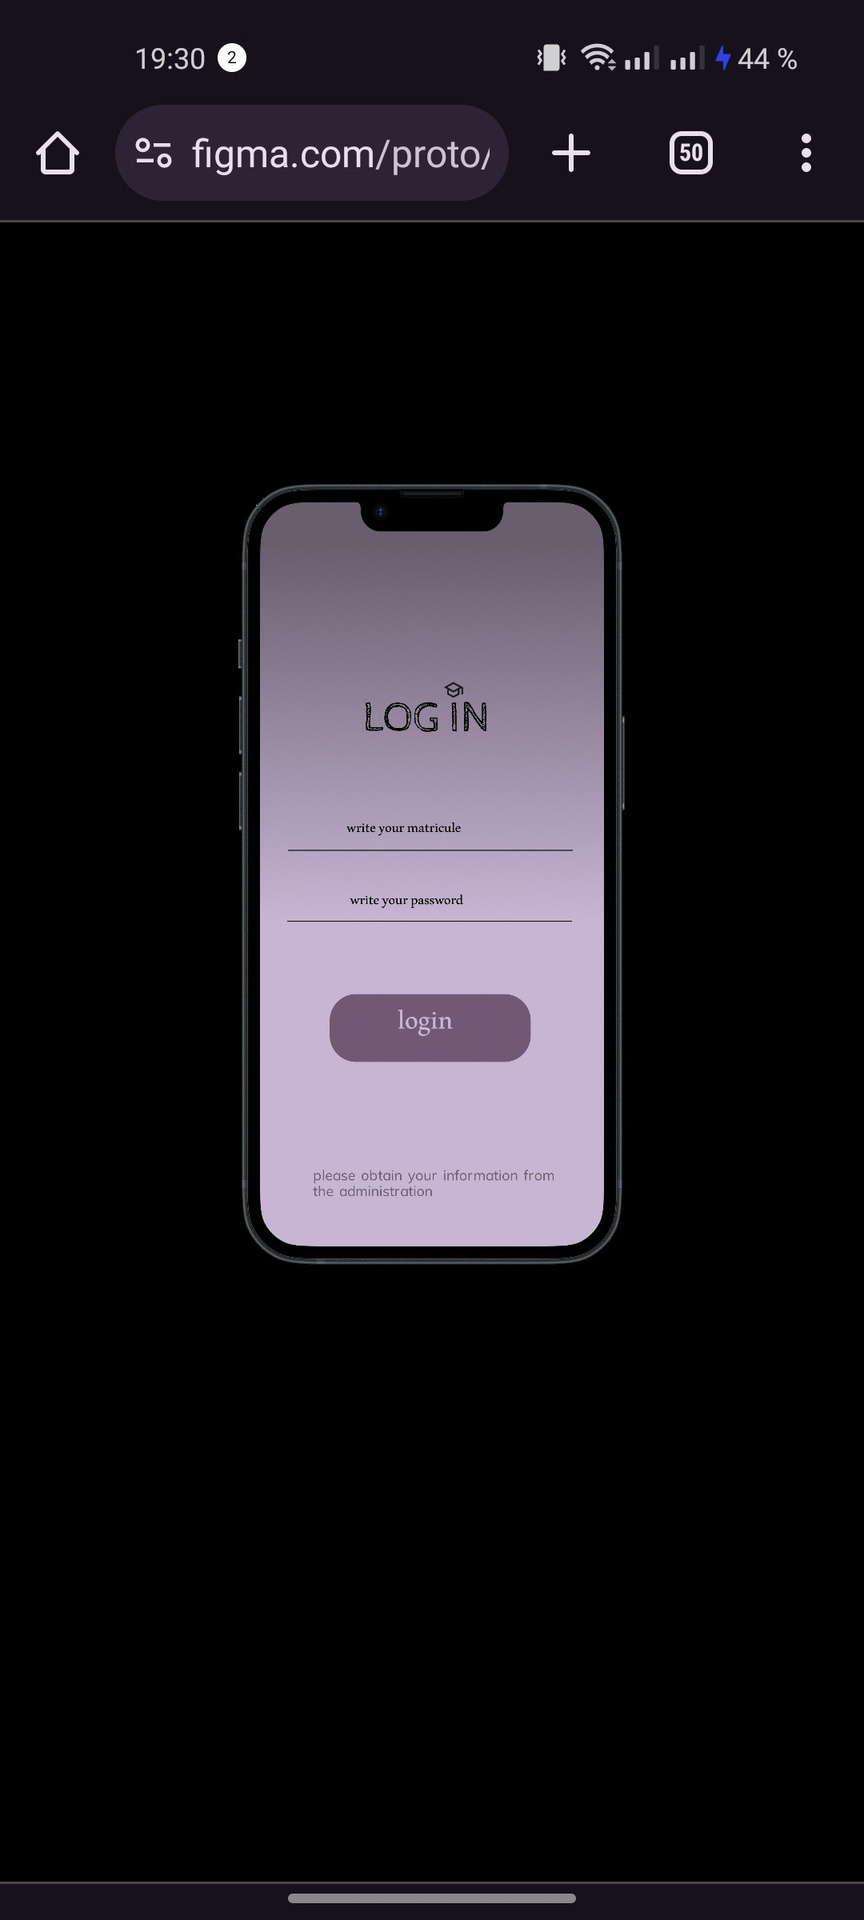 19:30 2 44 %
figma.com/proto/ 50
LOG IN
write your matricule
write your password
login
please obtain your information from
the administration